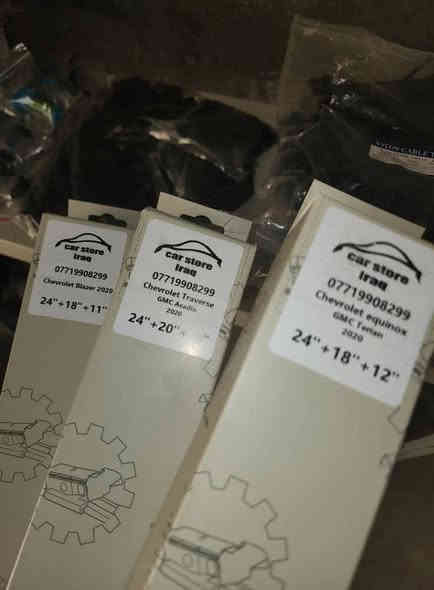 car store
iraq
07719908299
Chevrolet Blazer 2020
24"+18"+11"
car store
iraq
07719908299
Chevrolet Traverse
GMC Acadia
2020
24"+20"+
car store
iraq
07719908299
Chevrolet equinox
GMC Terian
2020
24"+18"+12"